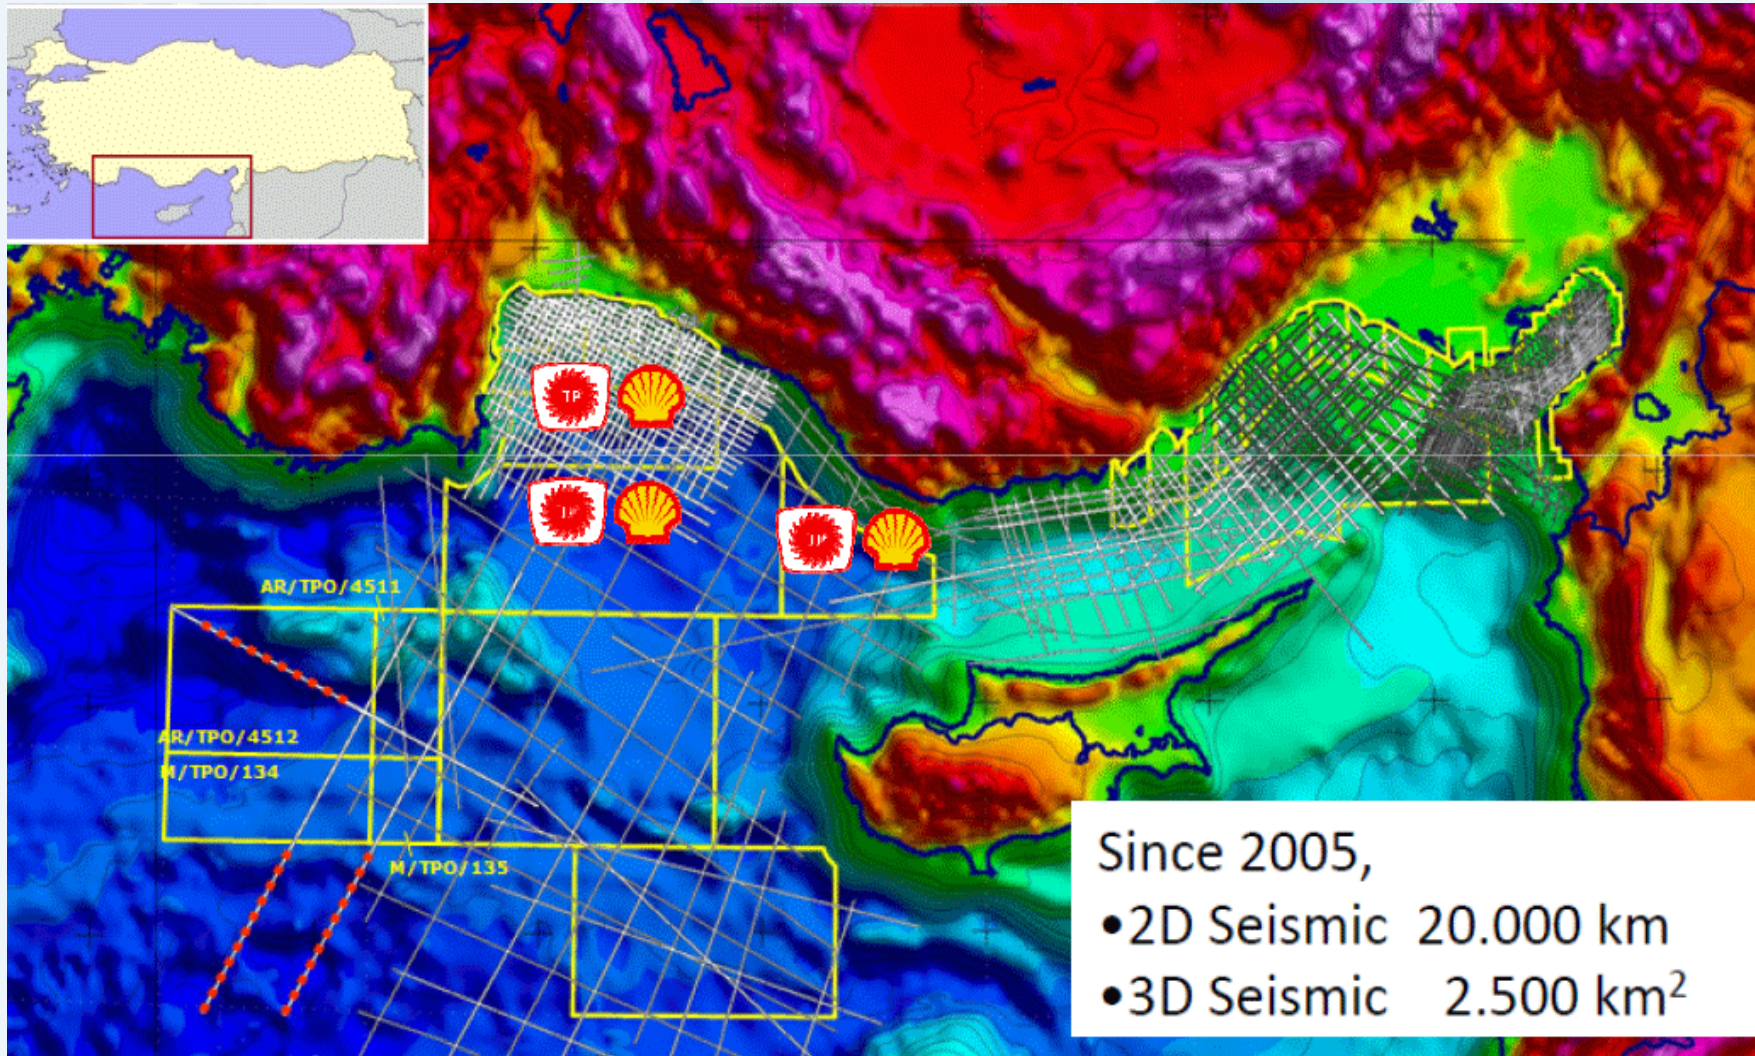 TP
TP
TP
AR/TPO/4511
AR/TPO/4512
M/TPO/134
M/TPO/135
Since 2005,
•2D Seismic 20.000 km
•3D Seismic 2.500 km²